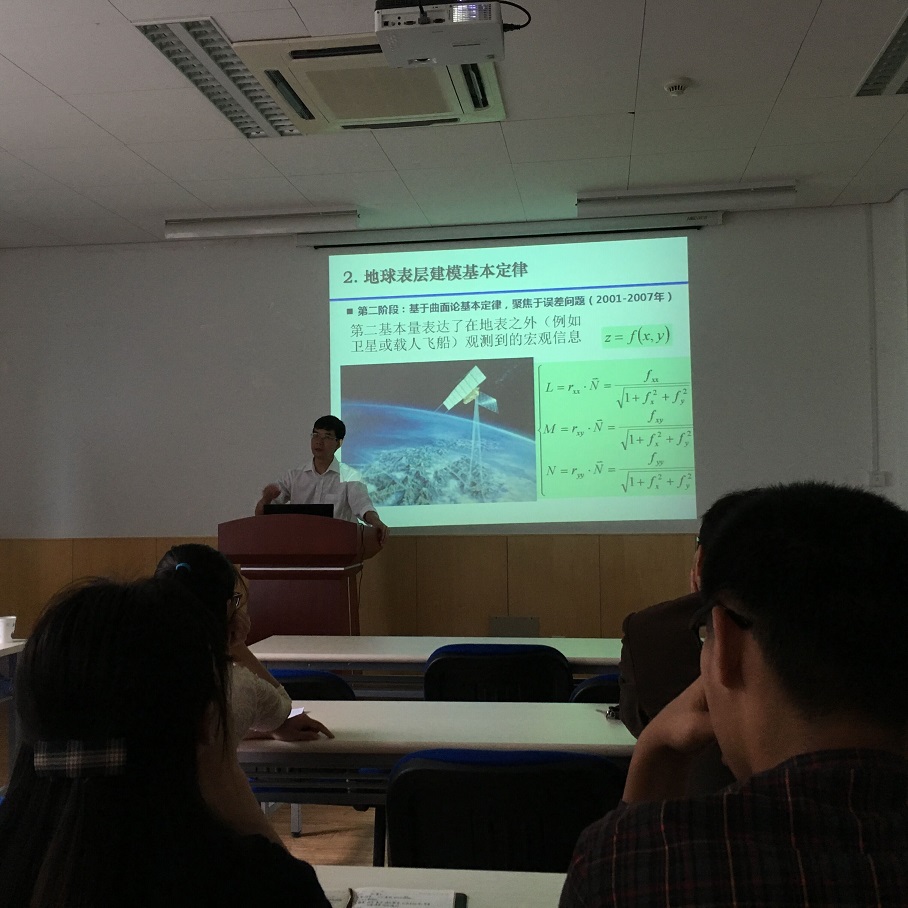 2. 地球表层建模基本定律
■ 第二阶段：基于曲面论基本定律，聚焦于误差问题（2001-2007年）
第二基本量表达了在地表之外（例如
卫星或载人飞船）观测到的宏观信息
z = f(x, y)
L = r_xx · N⃗ = f_xx / √(1 + f_x² + f_y²)
M = r_xy · N⃗ = f_xy / √(1 + f_x² + f_y²)
N = r_yy · N⃗ = f_yy / √(1 + f_x² + f_y²)